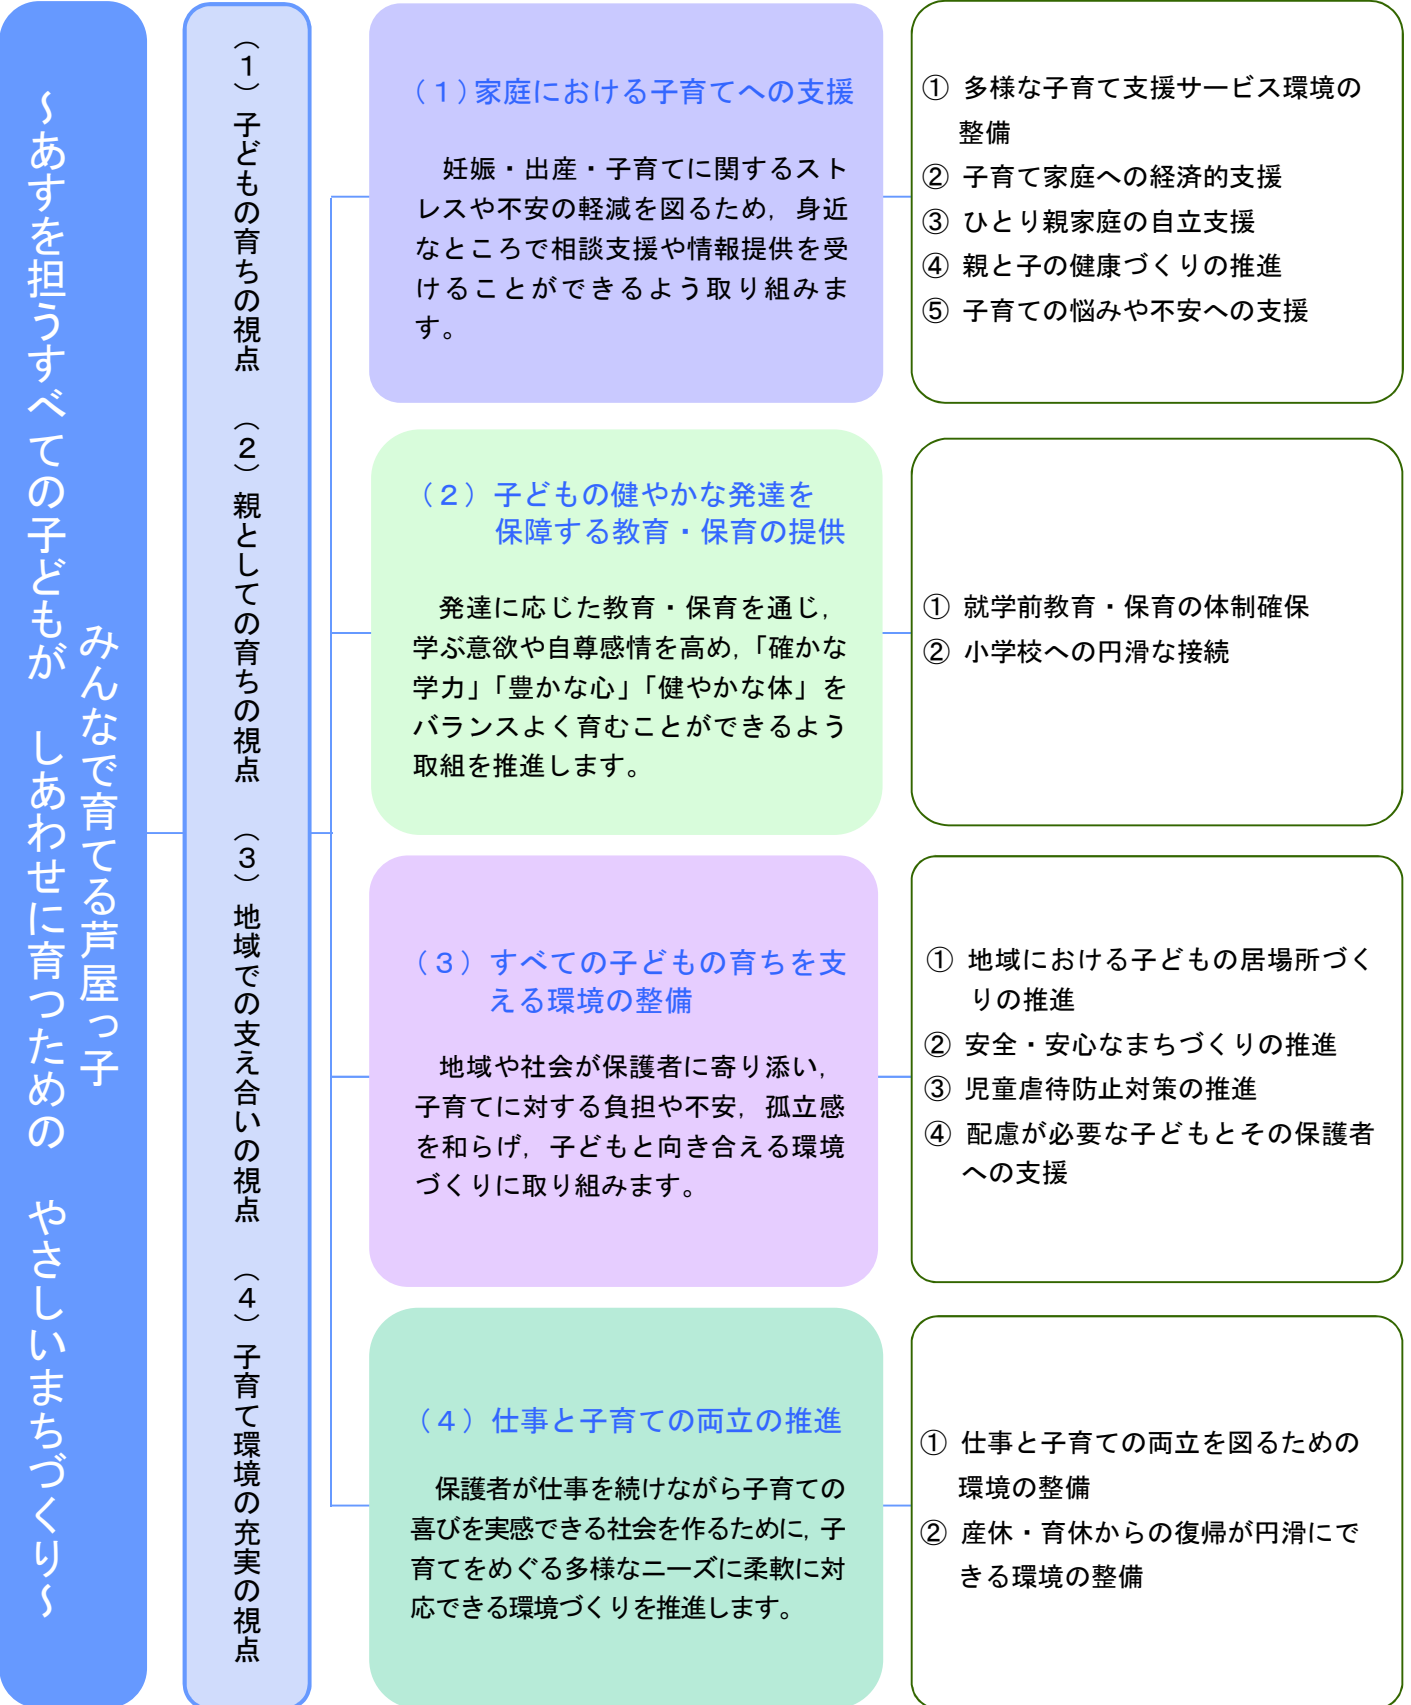 みんなで育てる芦屋っ子
～あすを担うすべての子どもが　しあわせに育つための　やさしいまちづくり～
（１）子どもの育ちの視点　（２）親としての育ちの視点　（３）地域での支え合いの視点　（４）子育て環境の充実の視点
（１）家庭における子育てへの支援
妊娠・出産・子育てに関するスト
レスや不安の軽減を図るため，身近
なところで相談支援や情報提供を受
けることができるよう取り組みま
す。
① 多様な子育て支援サービス環境の
整備
② 子育て家庭への経済的支援
③ ひとり親家庭の自立支援
④ 親と子の健康づくりの推進
⑤ 子育ての悩みや不安への支援
（２）子どもの健やかな発達を
保障する教育・保育の提供
発達に応じた教育・保育を通じ，
学ぶ意欲や自尊感情を高め，「確かな
学力」「豊かな心」「健やかな体」を
バランスよく育むことができるよう
取組を推進します。
① 就学前教育・保育の体制確保
② 小学校への円滑な接続
（３）すべての子どもの育ちを支
える環境の整備
地域や社会が保護者に寄り添い，
子育てに対する負担や不安，孤立感
を和らげ，子どもと向き合える環境
づくりに取り組みます。
① 地域における子どもの居場所づく
りの推進
② 安全・安心なまちづくりの推進
③ 児童虐待防止対策の推進
④ 配慮が必要な子どもとその保護者
への支援
（４）仕事と子育ての両立の推進
保護者が仕事を続けながら子育ての
喜びを実感できる社会を作るために，子
育てをめぐる多様なニーズに柔軟に対
応できる環境づくりを推進します。
① 仕事と子育ての両立を図るための
環境の整備
② 産休・育休からの復帰が円滑にで
きる環境の整備